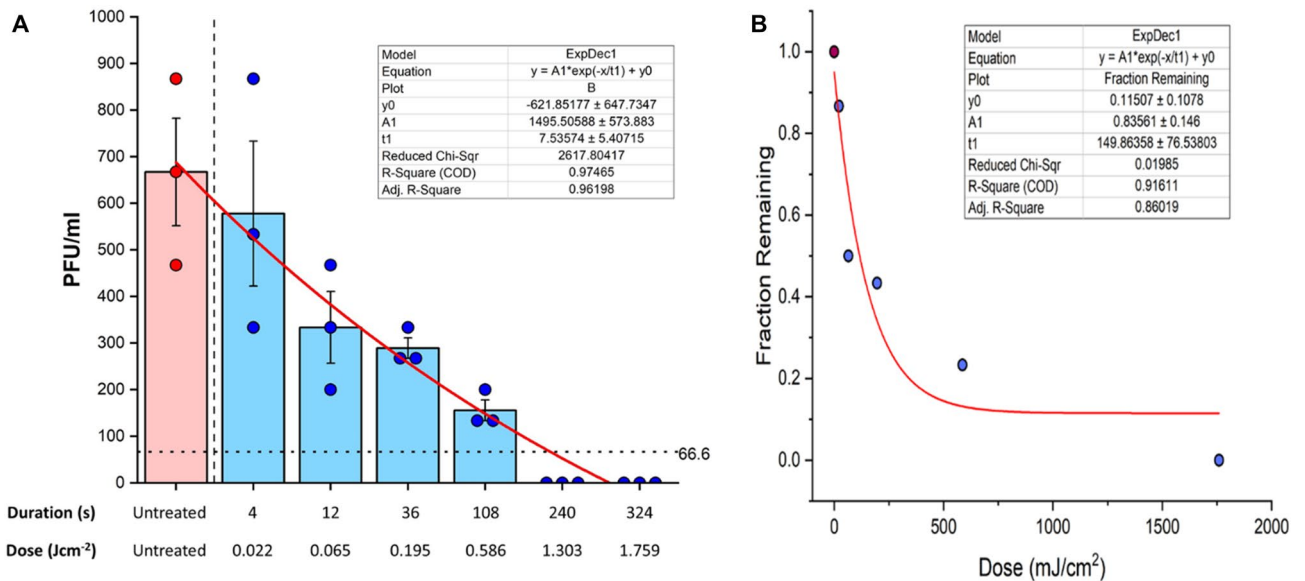 A
1000
900
800
700
600
500
400
300
200
100
0
PFU/ml
Model ExpDec1
Equation y = A1*exp(-x/t1) + y0
Plot B
y0 -621.85177 ± 647.7347
A1 1495.50588 ± 573.883
t1 7.53574 ± 5.40715
Reduced Chi-Sqr 2617.80417
R-Square (COD) 0.97465
Adj. R-Square 0.96198
66.6
Duration (s) Untreated 4 12 36 108 240 324
Dose (Jcm-2) Untreated 0.022 0.065 0.195 0.586 1.303 1.759
B
1.0
0.8
0.6
0.4
0.2
0.0
Fraction Remaining
Model ExpDec1
Equation y = A1*exp(-x/t1) + y0
Plot Fraction Remaining
y0 0.11507 ± 0.1078
A1 0.83561 ± 0.146
t1 149.86358 ± 76.53803
Reduced Chi-Sqr 0.01985
R-Square (COD) 0.91611
Adj. R-Square 0.86019
0 500 1000 1500 2000
Dose (mJ/cm²)